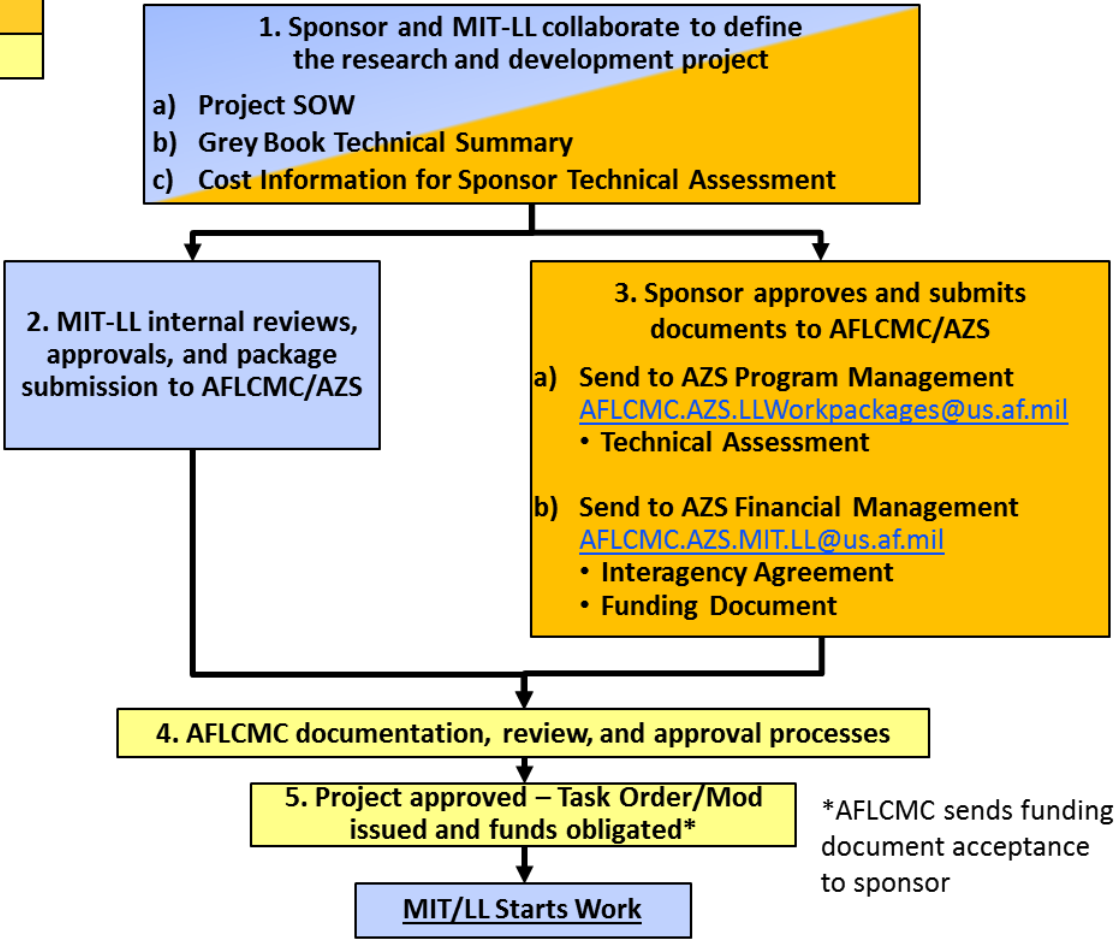 1. Sponsor and MIT-LL collaborate to define
the research and development project
a) Project SOW
b) Grey Book Technical Summary
c) Cost Information for Sponsor Technical Assessment
2. MIT-LL internal reviews,
approvals, and package
submission to AFLCMC/AZS
3. Sponsor approves and submits
documents to AFLCMC/AZS
a) Send to AZS Program Management
AFLCMC.AZS.LLWorkpackages@us.af.mil
• Technical Assessment
b) Send to AZS Financial Management
AFLCMC.AZS.MIT.LL@us.af.mil
• Interagency Agreement
• Funding Document
4. AFLCMC documentation, review, and approval processes
5. Project approved – Task Order/Mod
issued and funds obligated*
*AFLCMC sends funding
document acceptance
to sponsor
MIT/LL Starts Work